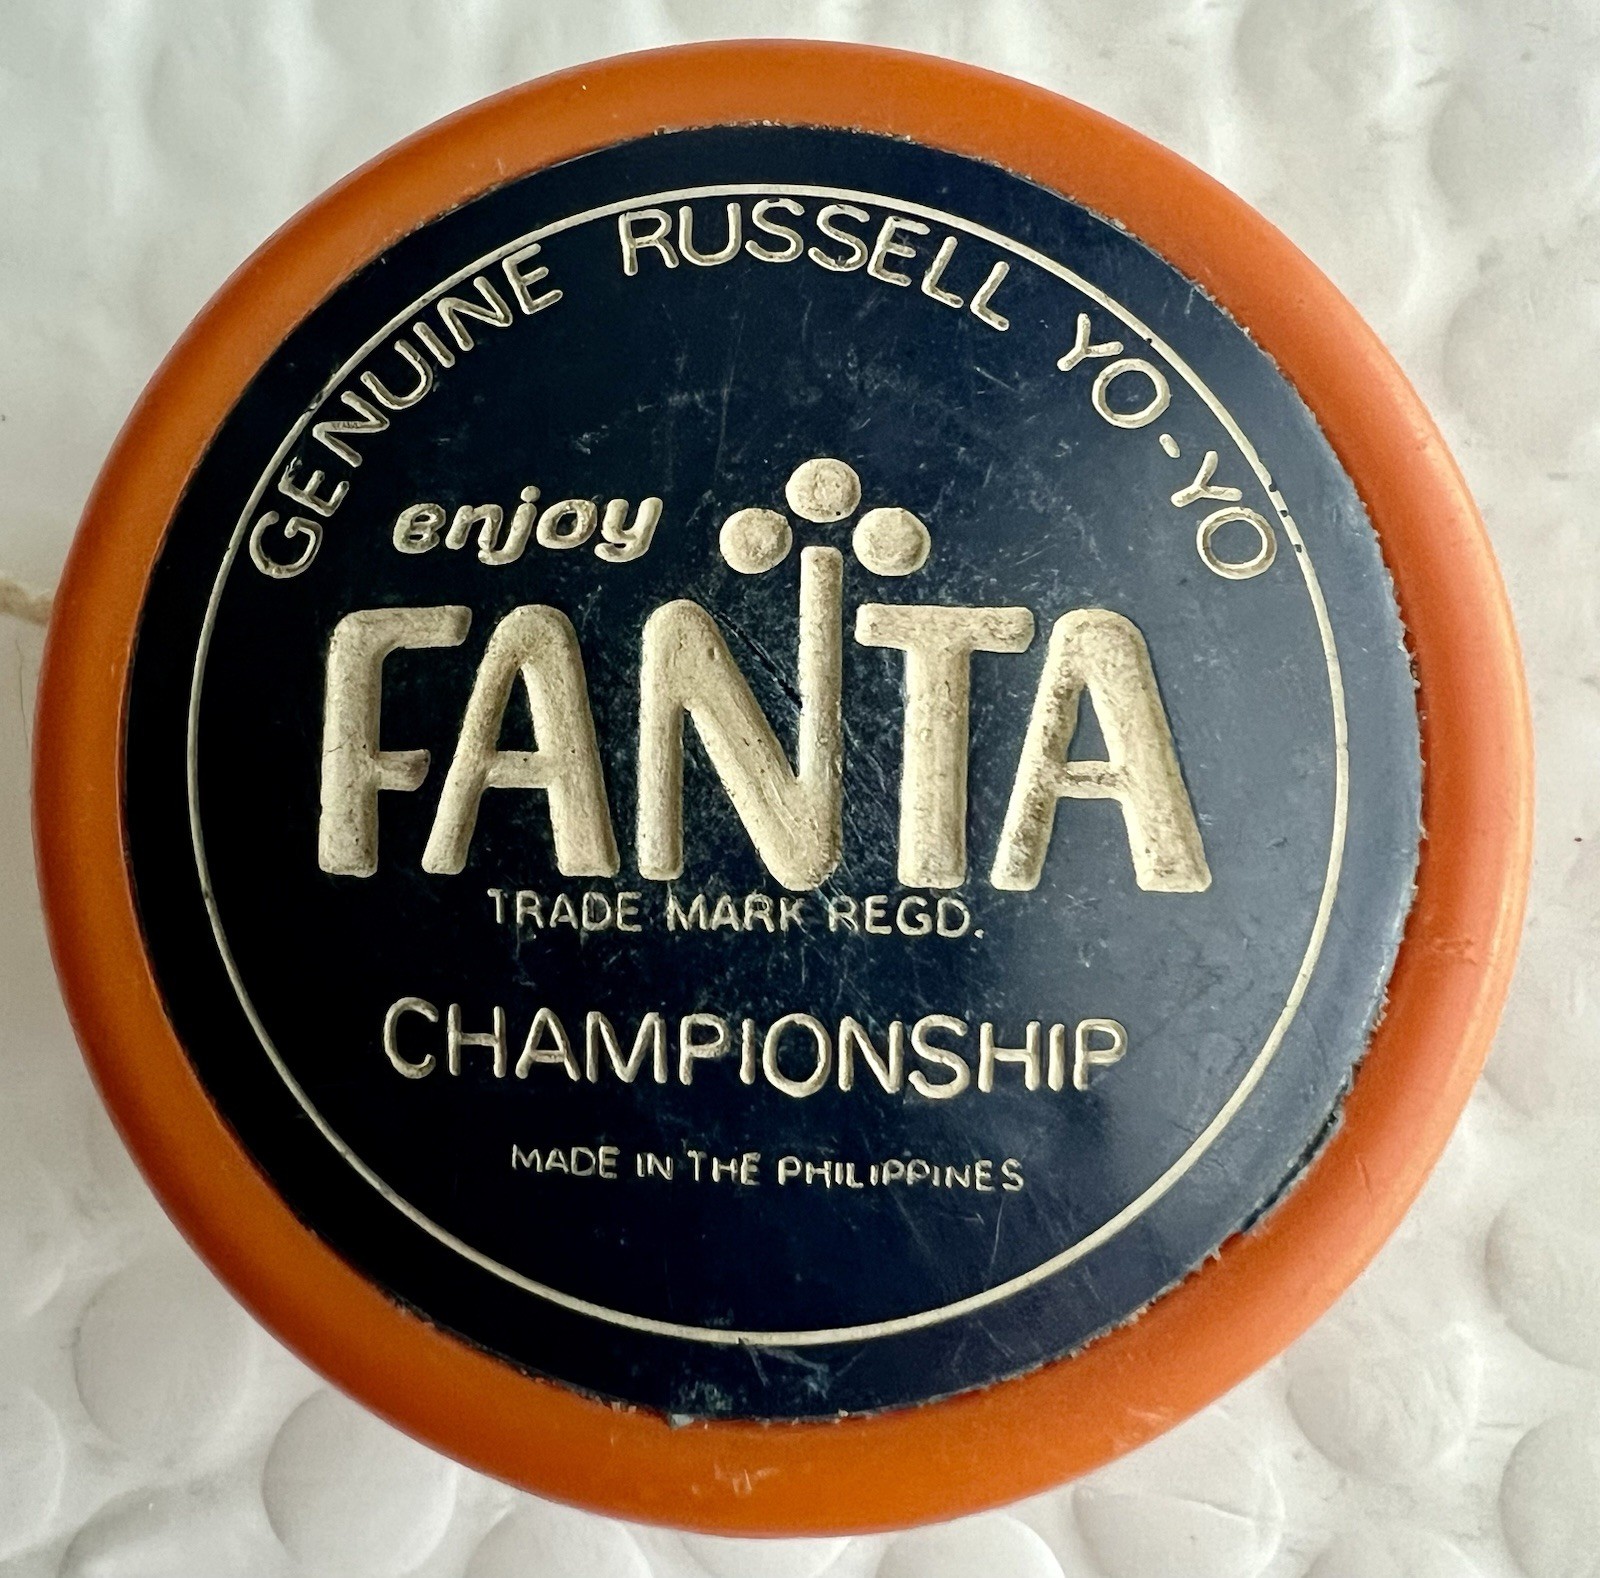 GENUINE RUSSELL YO-YO
enjoy
FANTA
TRADE MARK REGD.
CHAMPIONSHIP
MADE IN THE PHILIPPINES